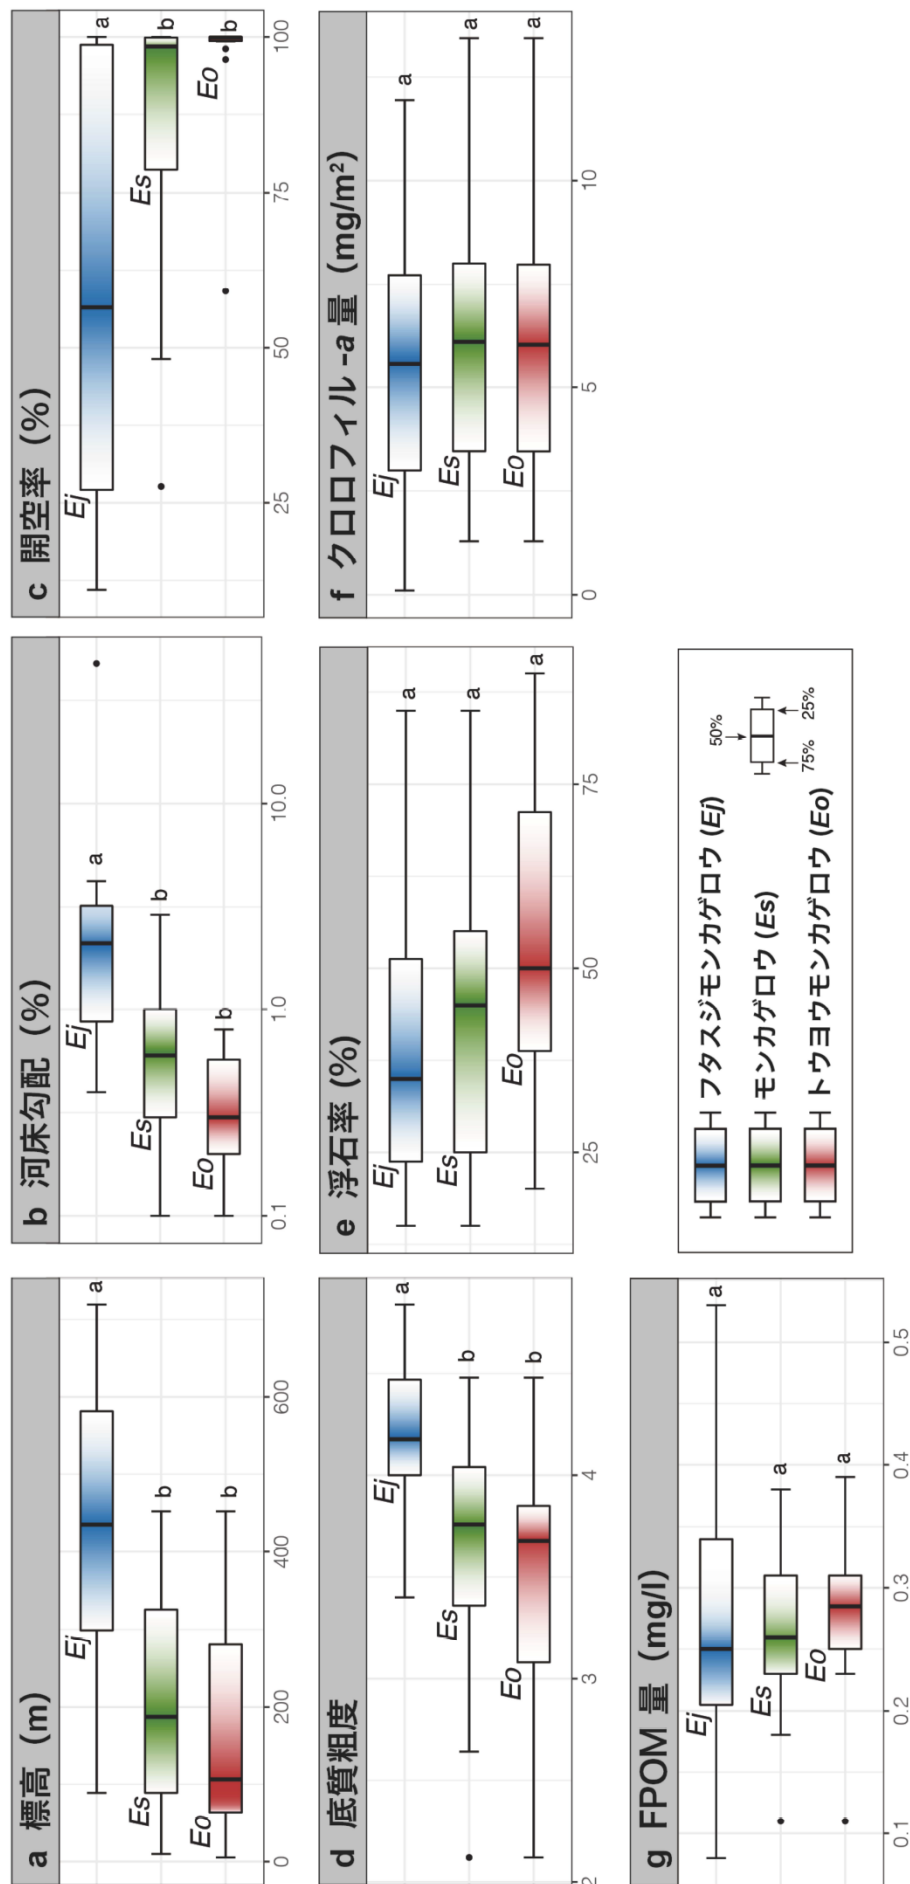 a 標高 (m)
Ej
a
Es
b
Eo
b
0
200
400
600
b 河床勾配 (%)
Ej
a
Es
b
Eo
b
0.1
1.0
10.0
c 開空率 (%)
Ej
a
Es
b
Eo
b
25
50
75
100
d 底質粗度
Ej
a
Es
b
Eo
b
2
3
4
e 浮石率 (%)
Ej
a
Es
a
Eo
a
25
50
75
f クロロフィル-a 量 (mg/m²)
Ej
a
Es
a
Eo
a
0
5
10
g FPOM 量 (mg/l)
Ej
a
Es
a
Eo
a
0.1
0.2
0.3
0.4
0.5
フタスジモンカゲロウ (Ej)
モンカゲロウ (Es)
トウヨウモンカゲロウ (Eo)
50%
75%
25%